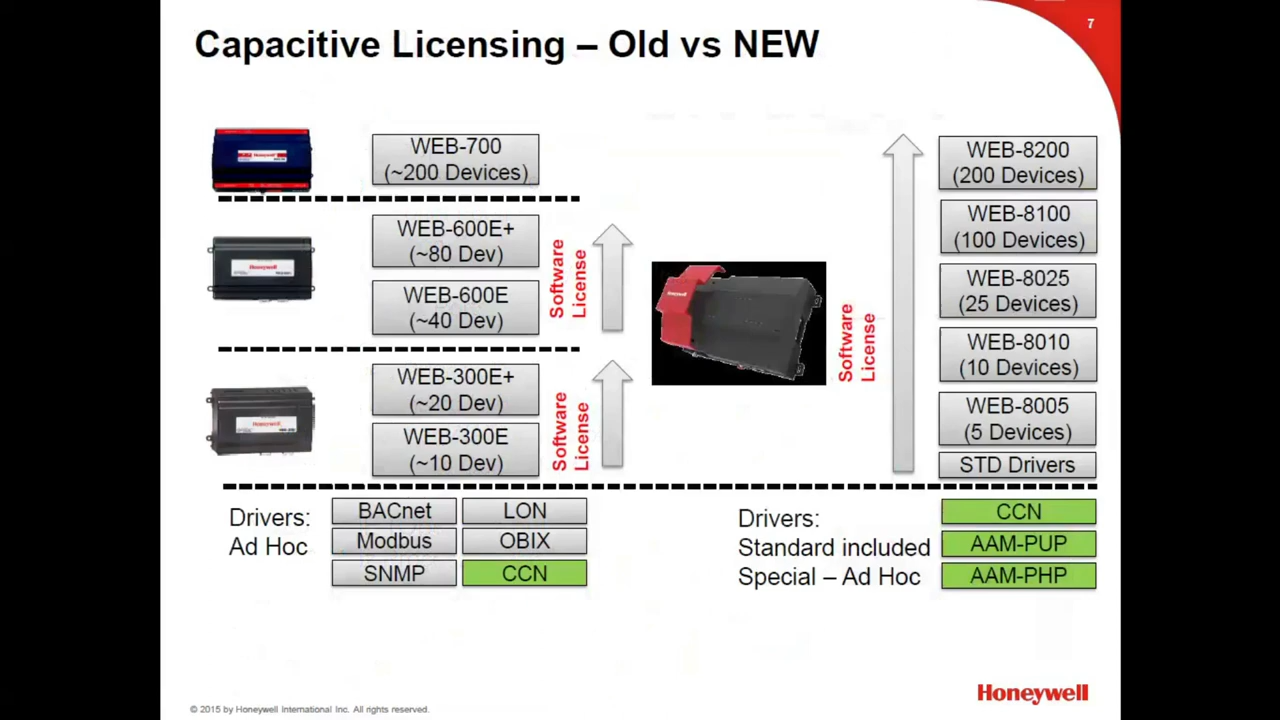 7
Capacitive Licensing – Old vs NEW
WEB-700
(~200 Devices)
WEB-600E+
(~80 Dev)
WEB-600E
(~40 Dev)
Software
License
WEB-300E+
(~20 Dev)
WEB-300E
(~10 Dev)
Software
License
Drivers:
Ad Hoc
BACnet
LON
Modbus
OBIX
SNMP
CCN
Honeywell
Honeywell
Honeywell
Honeywell
Software
License
WEB-8200
(200 Devices)
WEB-8100
(100 Devices)
WEB-8025
(25 Devices)
WEB-8010
(10 Devices)
WEB-8005
(5 Devices)
STD Drivers
Drivers:
Standard included
Special – Ad Hoc
CCN
AAM-PUP
AAM-PHP
Honeywell
© 2015 by Honeywell International Inc. All rights reserved.